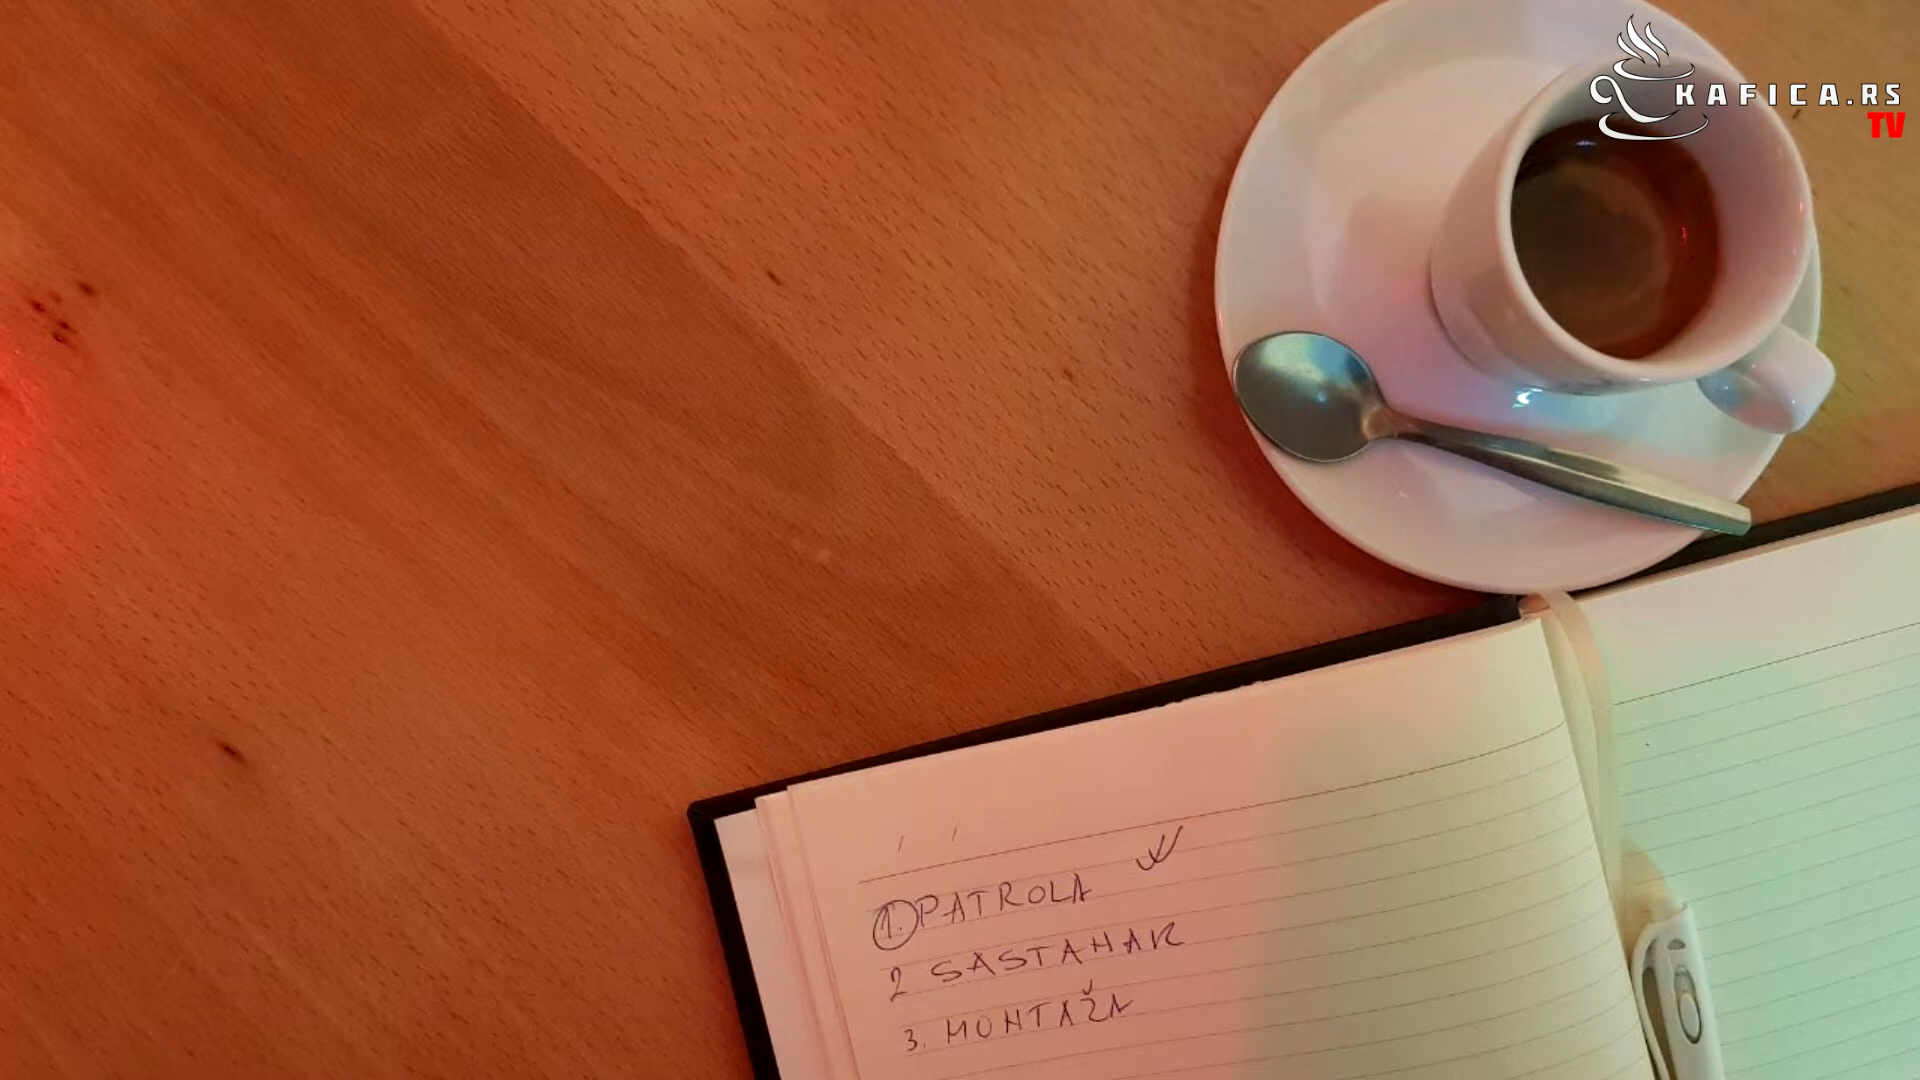 KAFICA.RS
TV
1. PATROLA
2 SASTANAK
3. MONTAŽA